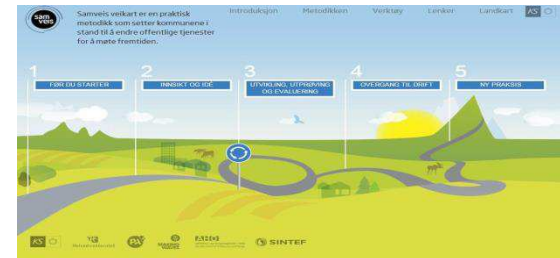 sam
veis
Samveis veikart er en praktisk
metodikk som setter kommunene i
stand til å endre offentlige tjenester
for å møte fremtiden.
Introduksjon Metodikken Verktøy Lenker Landkart KS
1 2 3 4 5
FØR DU STARTER
INNSIKT OG IDÉ
UTVIKLING, UTPRØVING
OG EVALUERING
OVERGANG TIL DRIFT
NY PRAKSIS
KS
SINTEF